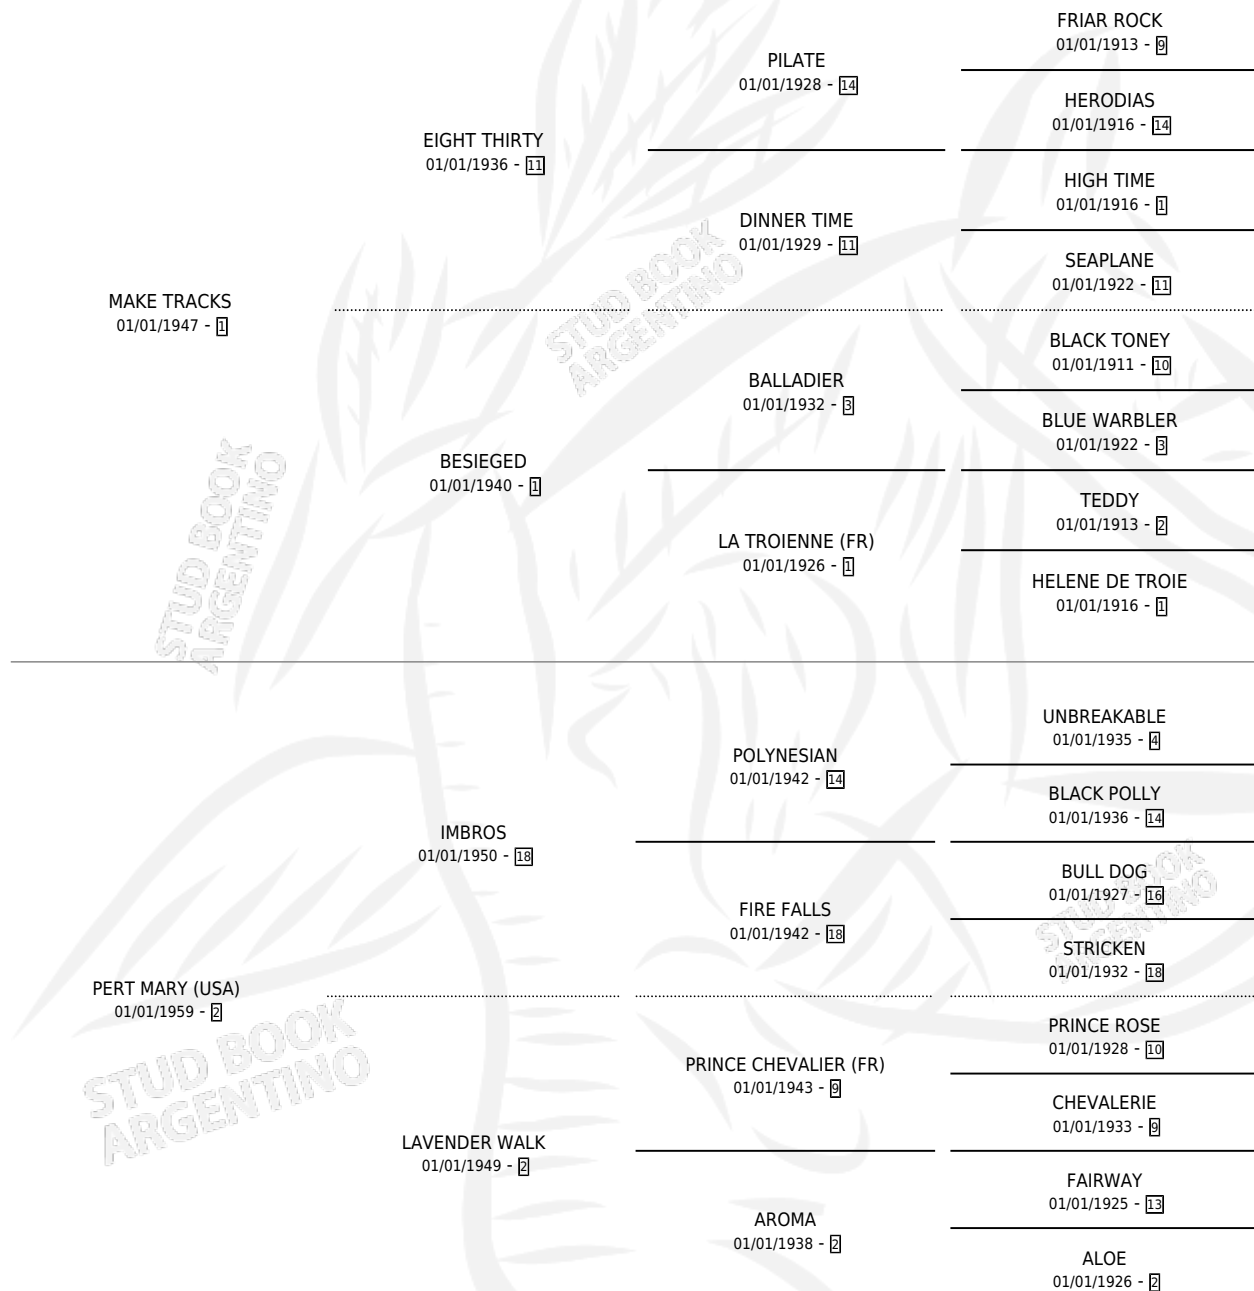 FRIAR ROCK
01/01/1913 - 9
PILATE
01/01/1928 - 14
HERODIAS
01/01/1916 - 14
EIGHT THIRTY
01/01/1936 - 11
HIGH TIME
01/01/1916 - 1
DINNER TIME
01/01/1929 - 11
SEAPLANE
01/01/1922 - 11
MAKE TRACKS
01/01/1947 - 1
STUD BOOK
ARGENTINO
BLACK TONEY
01/01/1911 - 10
BALLADIER
01/01/1932 - 3
BLUE WARBLER
01/01/1922 - 3
BESIEGED
01/01/1940 - 1
TEDDY
01/01/1913 - 2
LA TROIENNE (FR)
01/01/1926 - 1
HELENE DE TROIE
01/01/1916 - 1
STUD BOOK
ARGENTINO
UNBREAKABLE
01/01/1935 - 4
POLYNESIAN
01/01/1942 - 14
BLACK POLLY
01/01/1936 - 14
IMBROS
01/01/1950 - 18
BULL DOG
01/01/1927 - 16
FIRE FALLS
01/01/1942 - 18
STRICKEN
01/01/1932 - 18
STUD BOOK
ARGENTINO
PERT MARY (USA)
01/01/1959 - 2
PRINCE ROSE
01/01/1928 - 10
PRINCE CHEVALIER (FR)
01/01/1943 - 9
CHEVALERIE
01/01/1933 - 9
STUD BOOK
ARGENTINO
LAVENDER WALK
01/01/1949 - 2
FAIRWAY
01/01/1925 - 13
AROMA
01/01/1938 - 2
ALOE
01/01/1926 - 2